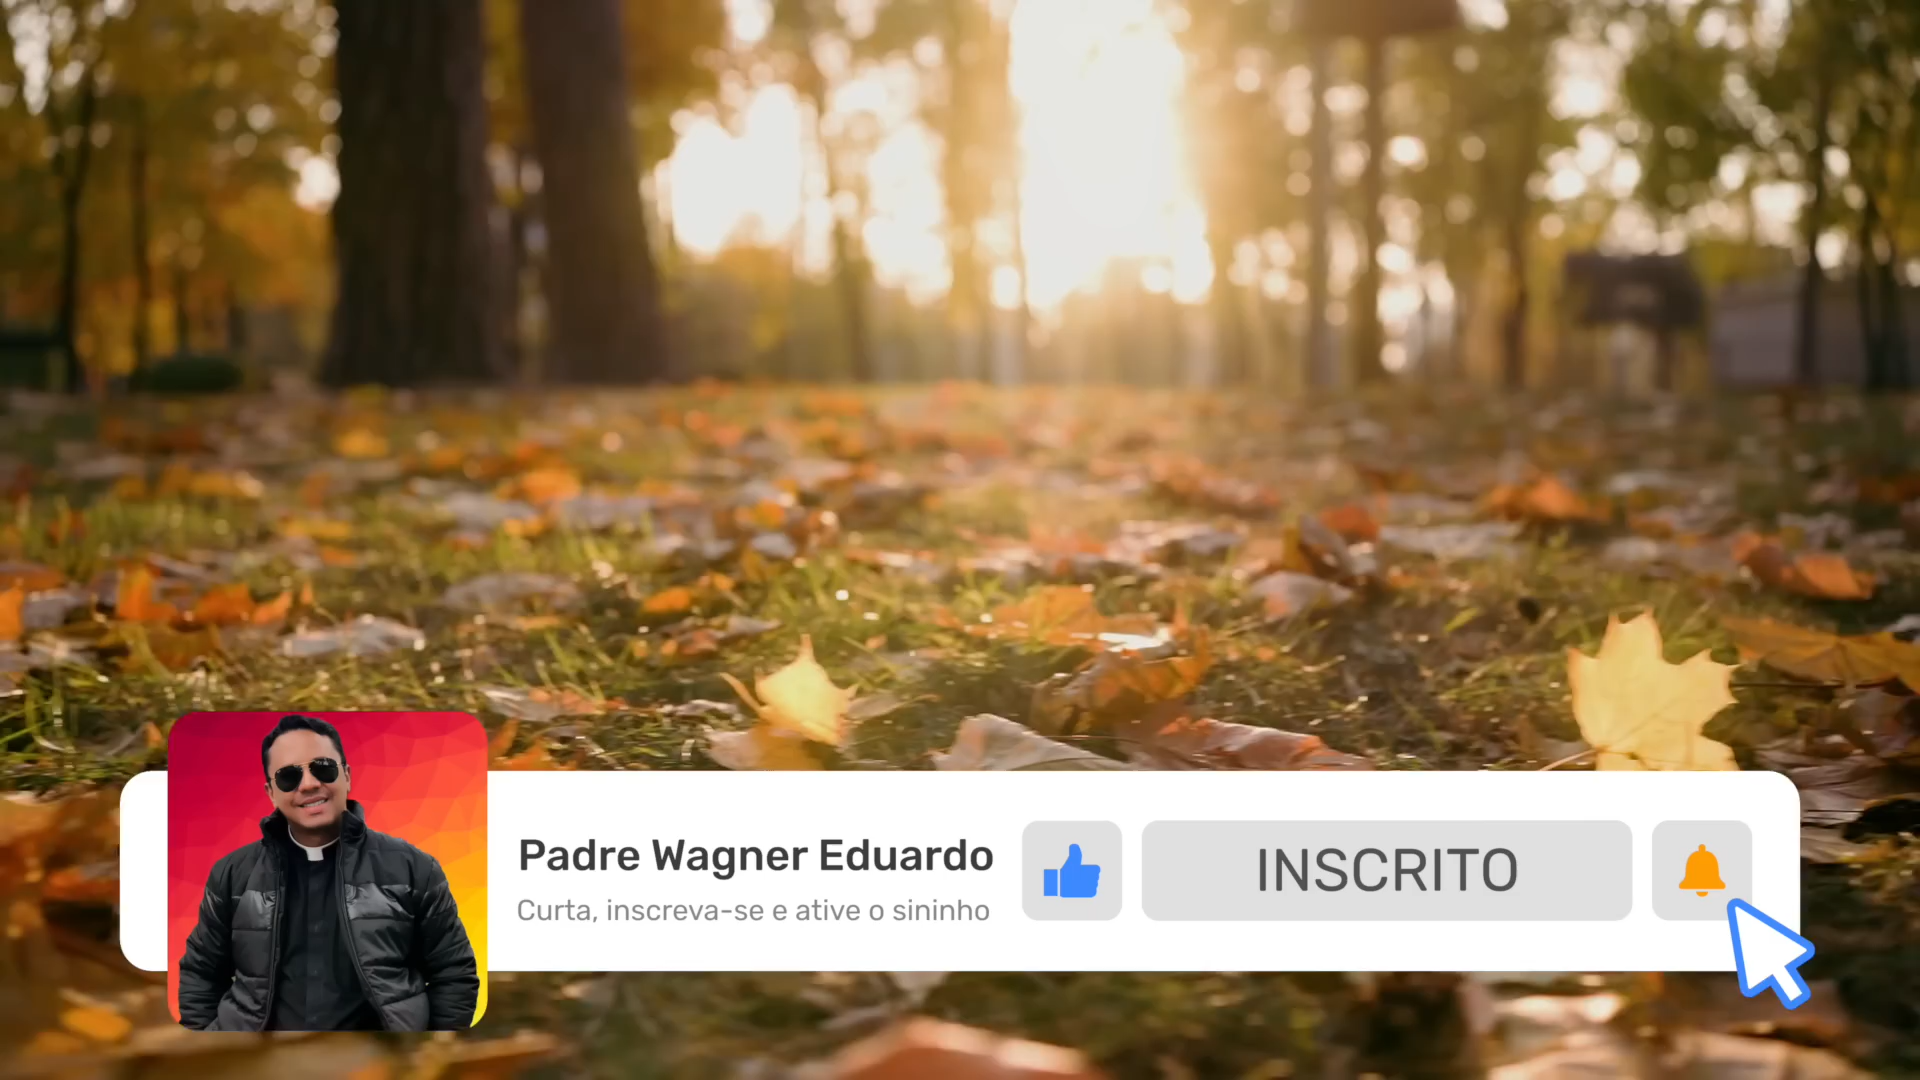 Padre Wagner Eduardo
Curta, inscreva-se e ative o sininho
INSCRITO